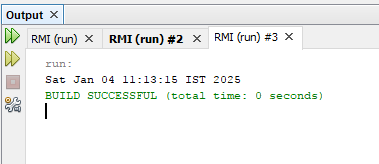 Output
RMI (run)
RMI (run) #2
RMI (run) #3
run:
Sat Jan 04 11:13:15 IST 2025
BUILD SUCCESSFUL (total time: 0 seconds)